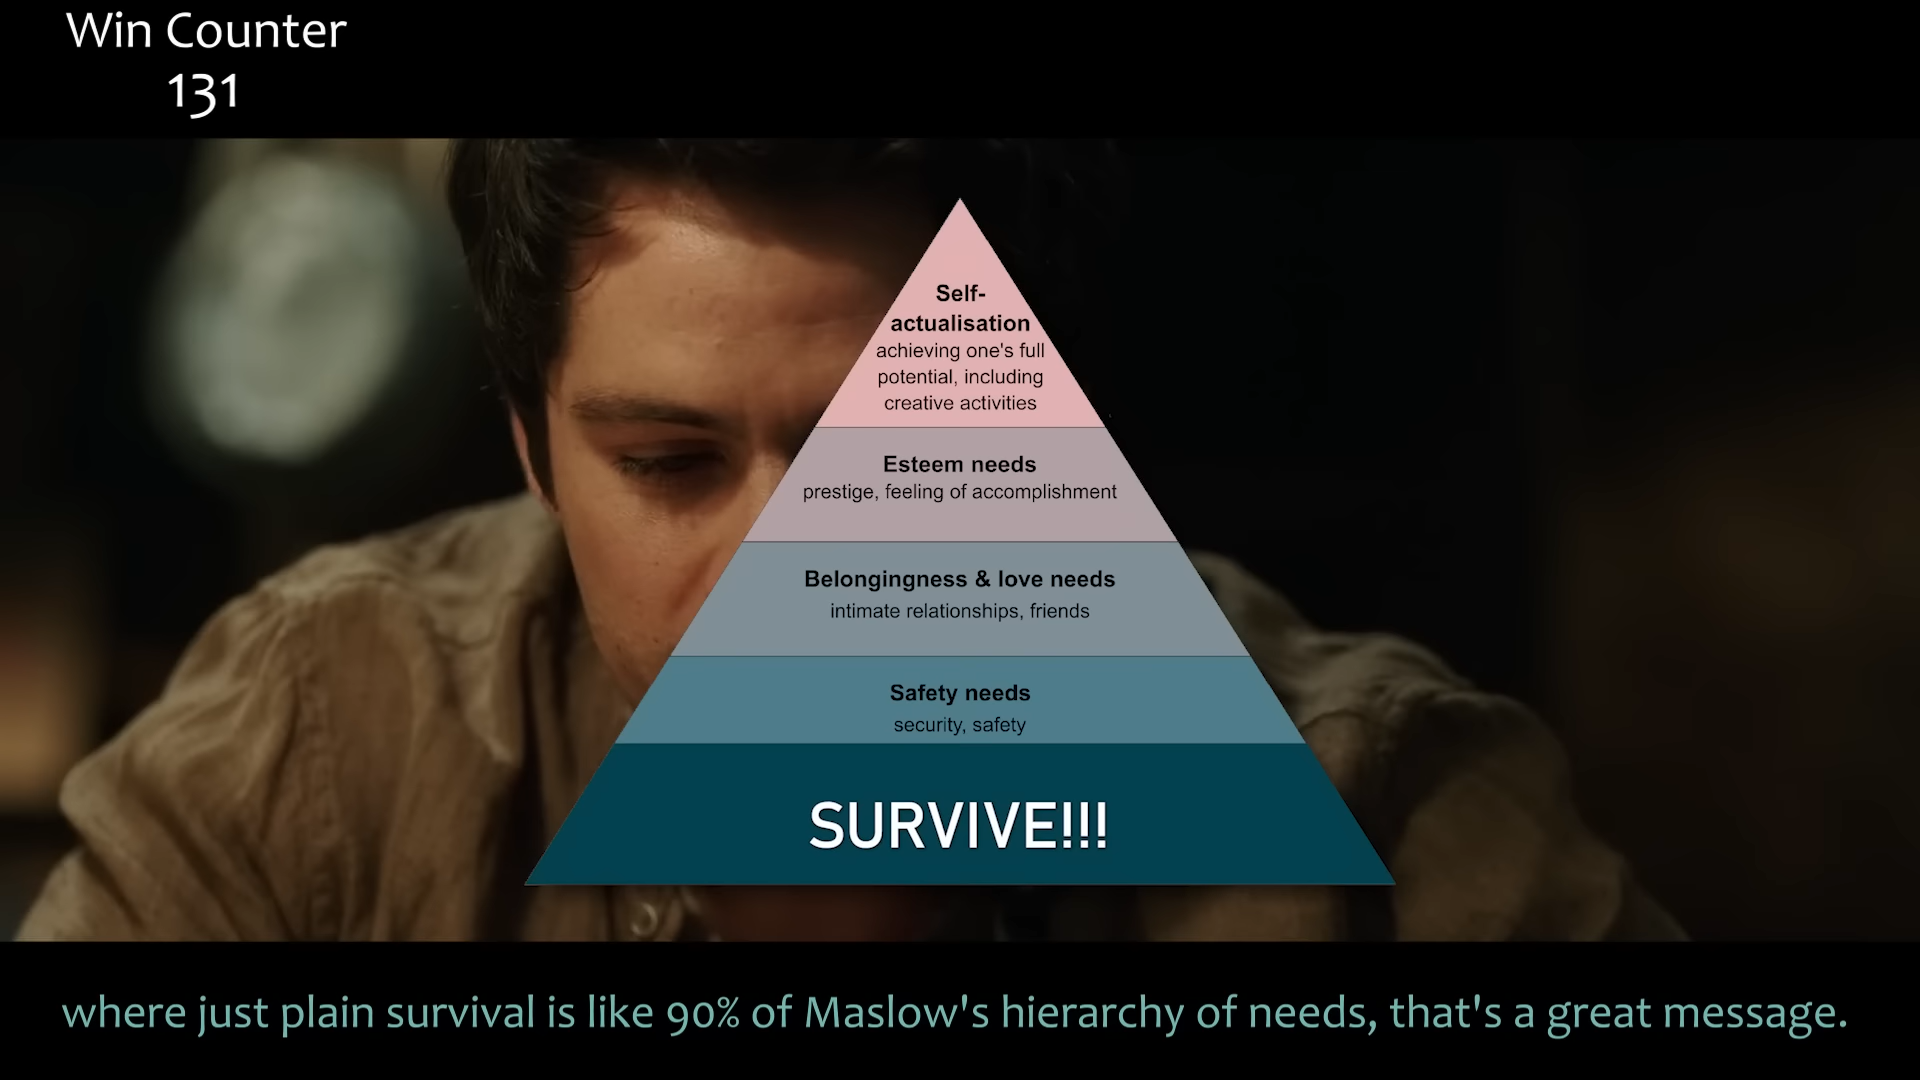 Win Counter
131
Self-
actualisation
achieving one's full
potential, including
creative activities
Esteem needs
prestige, feeling of accomplishment
Belongingness & love needs
intimate relationships, friends
Safety needs
security, safety
SURVIVE!!!
where just plain survival is like 90% of Maslow's hierarchy of needs, that's a great message.